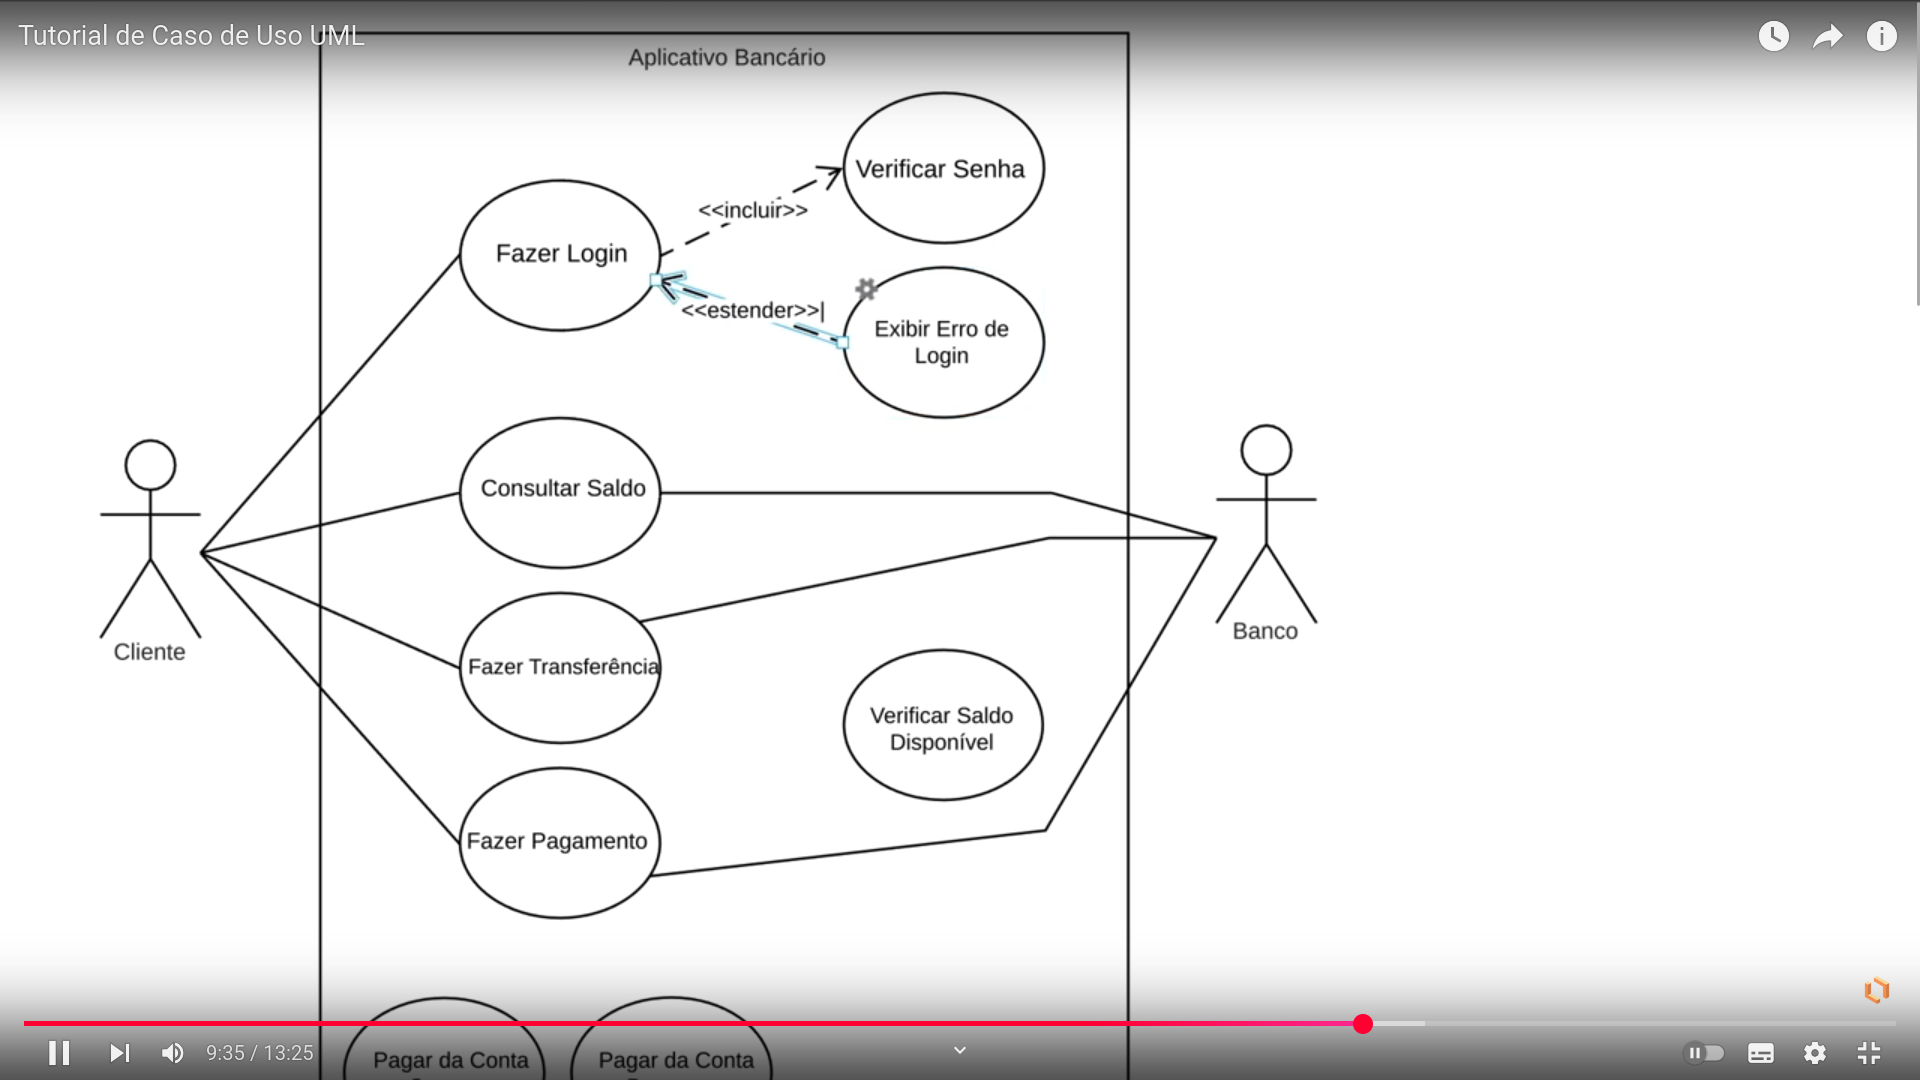 Tutorial de Caso de Uso UML
Aplicativo Bancário
Verificar Senha
<<incluir>>
Fazer Login
<<estender>>
Exibir Erro de
Login
Consultar Saldo
Cliente
Banco
Fazer Transferência
Verificar Saldo
Disponível
Fazer Pagamento
Pagar da Conta
Pagar da Conta
9:35 / 13:25